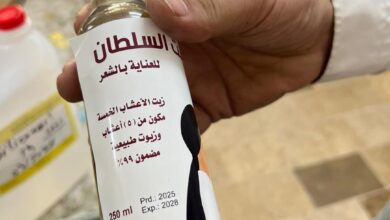 السلطان
للعناية بالشعر
زيت الأعشاب الخمسة
مكون من (٥) أعشاب
وزيوت طبيعية
مضمون ٩٩٪
Prd.: 2025
Exp.: 2028
250 ml